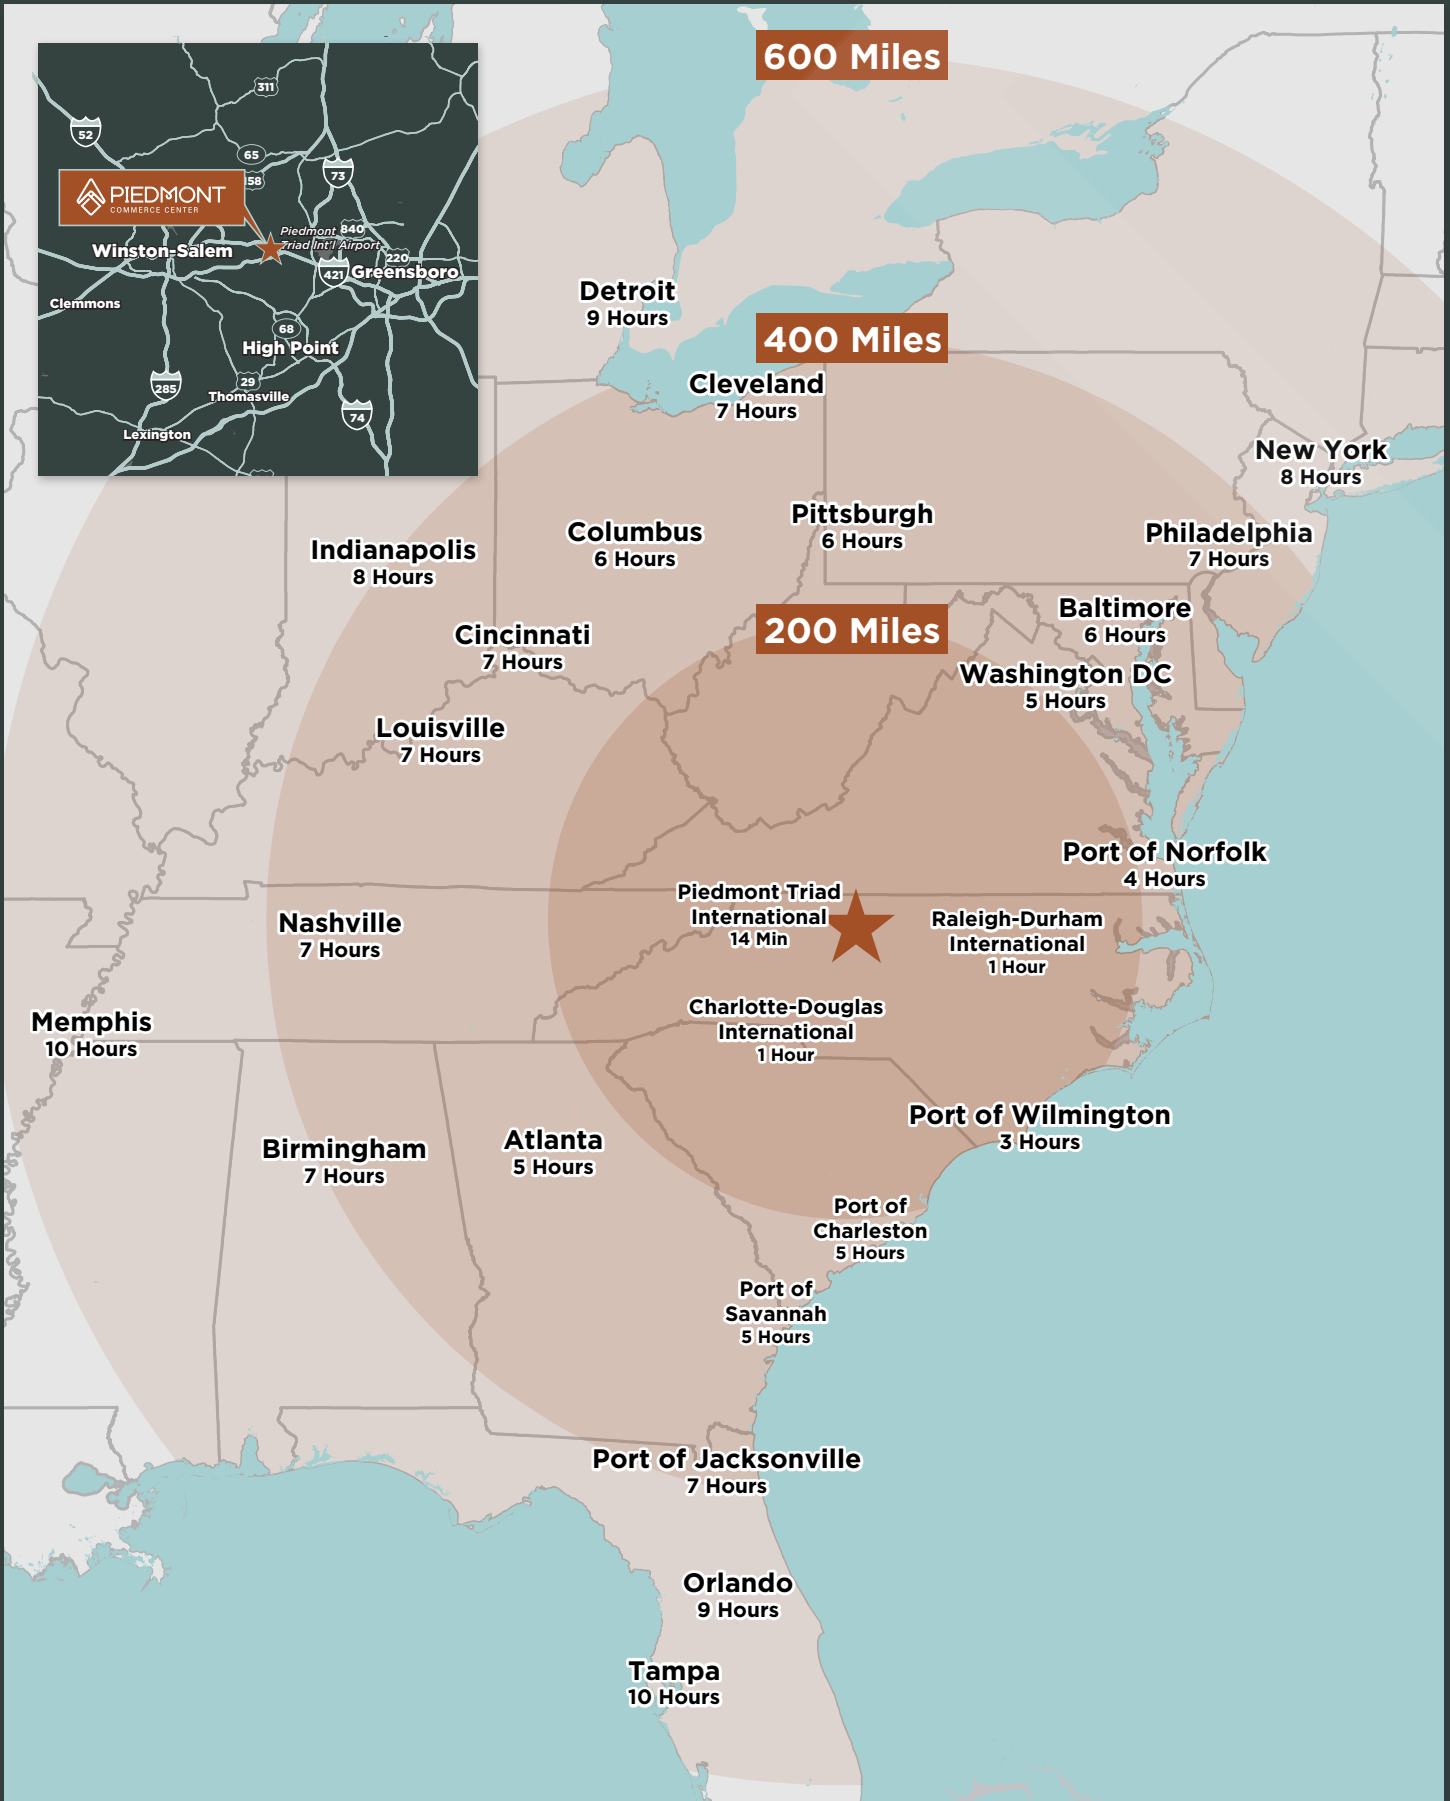 600 Miles
311
52
65
158
73
PIEDMONT
COMMERCE CENTER
Piedmont
Triad Int'l Airport
840
Winston-Salem
220
421
Greensboro
Clemmons
68
High Point
285
29
Thomasville
74
Lexington
Detroit
9 Hours
400 Miles
Cleveland
7 Hours
New York
8 Hours
Pittsburgh
6 Hours
Columbus
6 Hours
Philadelphia
7 Hours
Indianapolis
8 Hours
200 Miles
Baltimore
6 Hours
Cincinnati
7 Hours
Washington DC
5 Hours
Louisville
7 Hours
Port of Norfolk
4 Hours
Piedmont Triad
International
14 Min
Raleigh-Durham
International
1 Hour
Nashville
7 Hours
Charlotte-Douglas
International
1 Hour
Memphis
10 Hours
Port of Wilmington
3 Hours
Atlanta
5 Hours
Birmingham
7 Hours
Port of
Charleston
5 Hours
Port of
Savannah
5 Hours
Port of Jacksonville
7 Hours
Orlando
9 Hours
Tampa
10 Hours